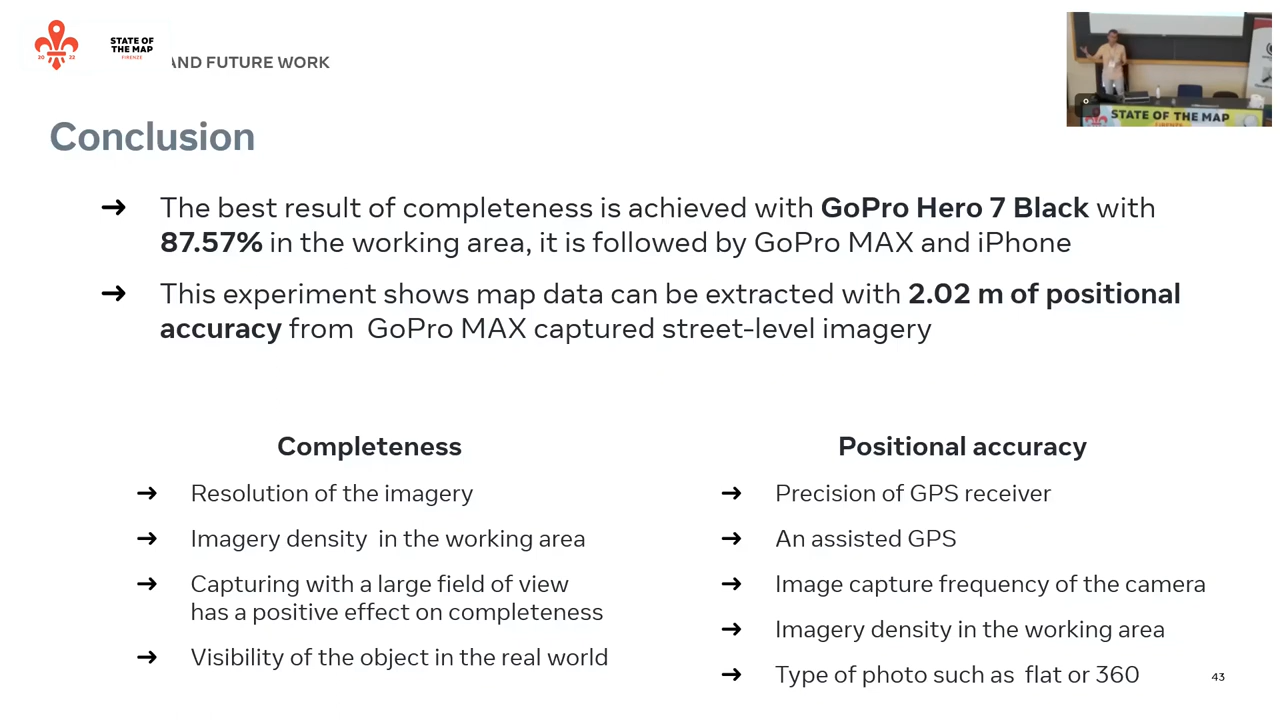 STATE OF
THE MAP
FIRENZE
20 22
AND FUTURE WORK
STATE OF THE MAP
FIRENZE
Conclusion
➔ The best result of completeness is achieved with GoPro Hero 7 Black with
87.57% in the working area, it is followed by GoPro MAX and iPhone
➔ This experiment shows map data can be extracted with 2.02 m of positional
accuracy from GoPro MAX captured street-level imagery
Completeness
➔ Resolution of the imagery
➔ Imagery density in the working area
➔ Capturing with a large field of view
has a positive effect on completeness
➔ Visibility of the object in the real world
Positional accuracy
➔ Precision of GPS receiver
➔ An assisted GPS
➔ Image capture frequency of the camera
➔ Imagery density in the working area
➔ Type of photo such as flat or 360
43